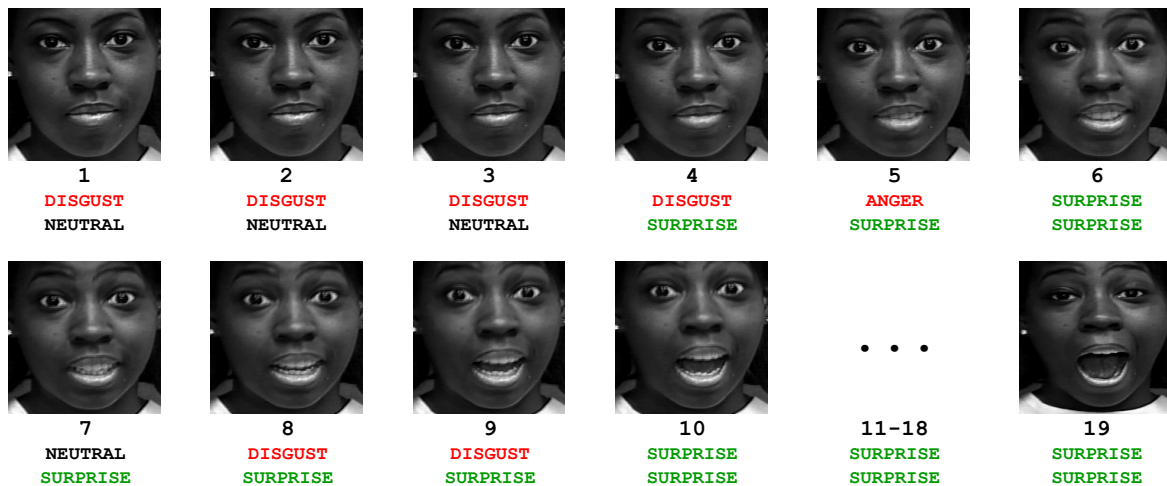 1 2 3 4 5 6
DISGUST DISGUST DISGUST DISGUST ANGER SURPRISE
NEUTRAL NEUTRAL NEUTRAL SURPRISE SURPRISE SURPRISE
. . .
7 8 9 10 11-18 19
NEUTRAL DISGUST DISGUST SURPRISE SURPRISE SURPRISE
SURPRISE SURPRISE SURPRISE SURPRISE SURPRISE SURPRISE